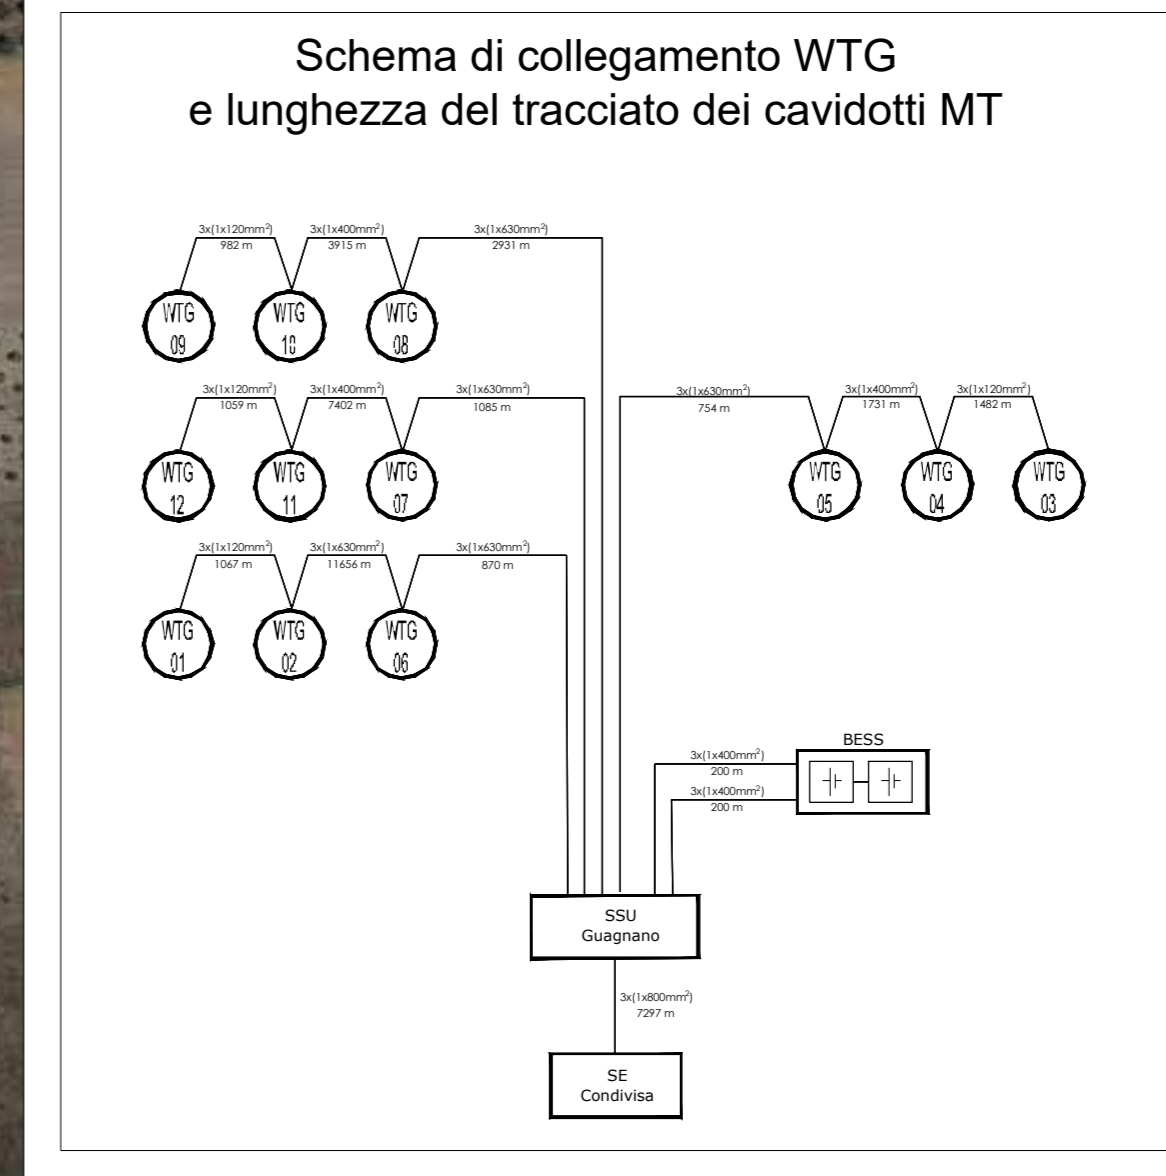 Schema di collegamento WTG
e lunghezza del tracciato dei cavidotti MT
3x(1x120mm²)
982 m
3x(1x400mm²)
3915 m
3x(1x630mm²)
2931 m
WTG
09
WTG
10
WTG
08
3x(1x120mm²)
1059 m
3x(1x400mm²)
7402 m
3x(1x630mm²)
1085 m
WTG
12
WTG
11
WTG
07
3x(1x630mm²)
754 m
3x(1x400mm²)
1731 m
3x(1x120mm²)
1482 m
WTG
05
WTG
04
WTG
03
3x(1x120mm²)
1067 m
3x(1x630mm²)
11656 m
3x(1x630mm²)
870 m
WTG
01
WTG
02
WTG
06
BESS
3x(1x400mm²)
200 m
3x(1x400mm²)
200 m
SSU
Guagnano
3x(1x800mm²)
7297 m
SE
Condivisa